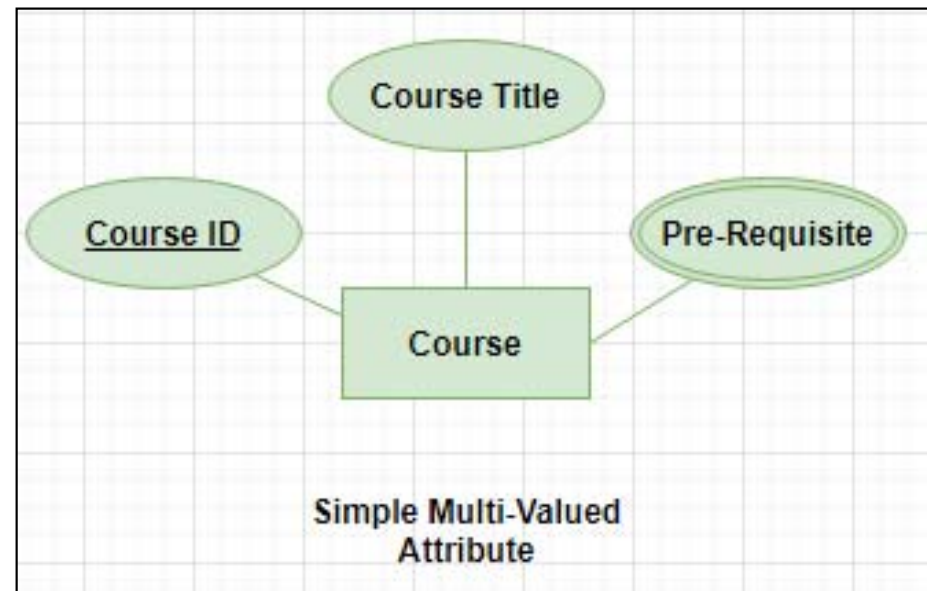 Course Title
Course ID
Pre-Requisite
Course
Simple Multi-Valued
Attribute